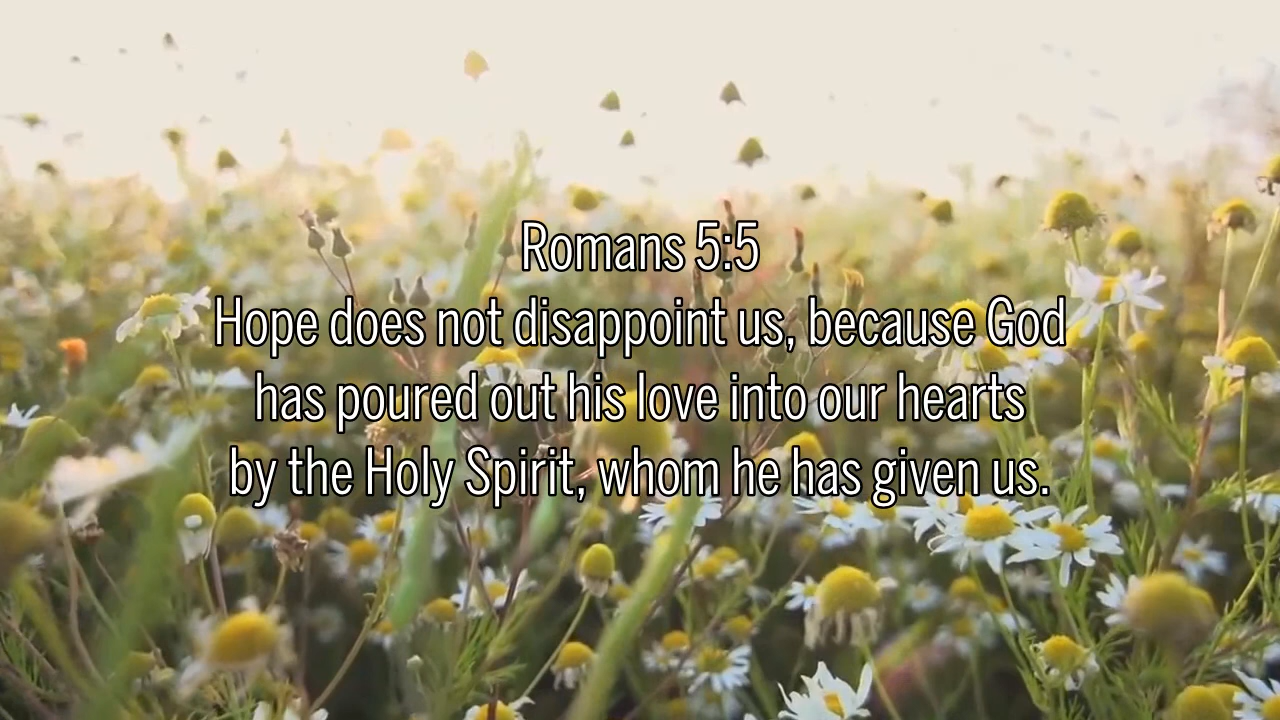 Romans 5:5
Hope does not disappoint us, because God
has poured out his love into our hearts
by the Holy Spirit, whom he has given us.